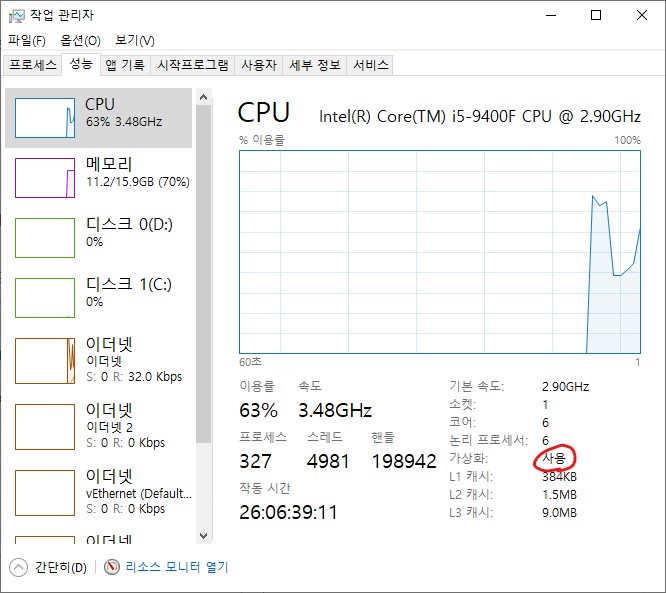 작업 관리자
파일(F) 옵션(O) 보기(V)
프로세스 성능 앱 기록 시작프로그램 사용자 세부 정보 서비스
CPU
63% 3.48GHz
메모리
11.2/15.9GB (70%)
디스크 0(D:)
0%
디스크 1(C:)
0%
이더넷
이더넷
S: 0 R: 32.0 Kbps
이더넷
이더넷 2
S: 0 R: 0 Kbps
이더넷
vEthernet (Default...
S: 0 R: 0 Kbps
이더넷
CPU Intel(R) Core(TM) i5-9400F CPU @ 2.90GHz
% 이용률 100%
60초 1
이용률 속도
63% 3.48GHz
프로세스 스레드 핸들
327 4981 198942
작동 시간
26:06:39:11
기본 속도: 2.90GHz
소켓: 1
코어: 6
논리 프로세서: 6
가상화: 사용
L1 캐시: 384KB
L2 캐시: 1.5MB
L3 캐시: 9.0MB
간단히(D) 리소스 모니터 열기